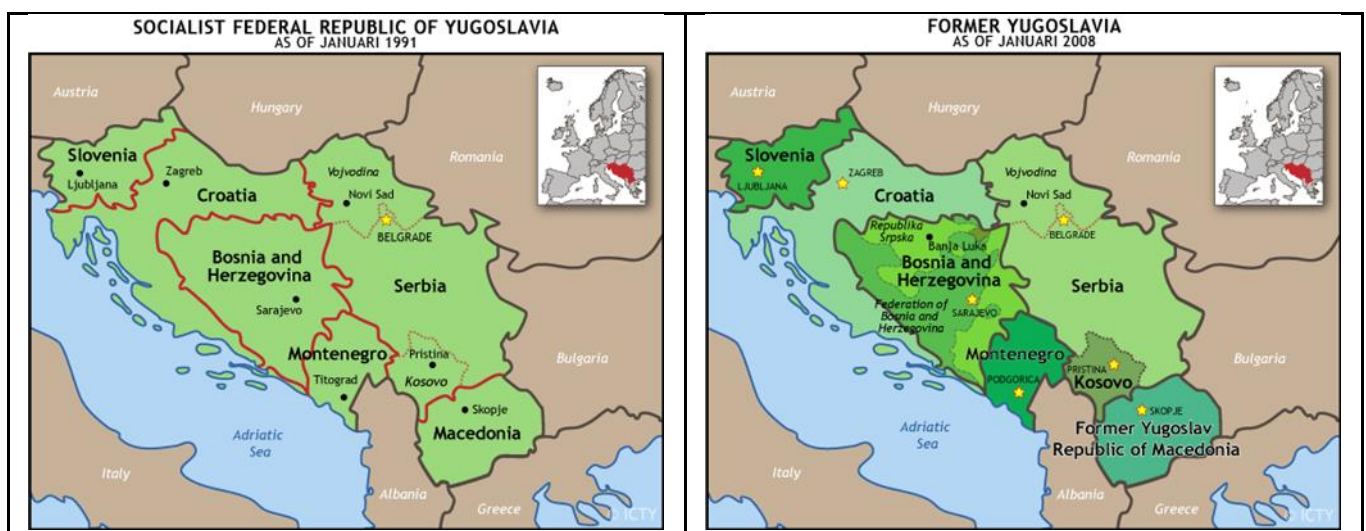 SOCIALIST FEDERAL REPUBLIC OF YUGOSLAVIA
AS OF JANUARI 1991
Austria
Hungary
Romania
Slovenia
Ljubljana
Zagreb
Croatia
Vojvodina
Novi Sad
BELGRADE
Bosnia and
Herzegovina
Sarajevo
Serbia
Montenegro
Titograd
Pristina
Kosovo
Bulgaria
Skopje
Macedonia
Adriatic
Sea
Italy
Albania
Greece
© ICTY
FORMER YUGOSLAVIA
AS OF JANUARI 2008
Austria
Hungary
Romania
Slovenia
LJUBLJANA
ZAGREB
Croatia
Vojvodina
Novi Sad
BELGRADE
Republika
Srpska
Banja Luka
Bosnia and
Herzegovina
SARAJEVO
Federation of
Bosnia and
Herzegovina
Serbia
Montenegro
PODGORICA
PRISTINA
Kosovo
Bulgaria
SKOPJE
Former Yugoslav
Republic of Macedonia
Adriatic
Sea
Italy
Albania
Greece
© ICTY